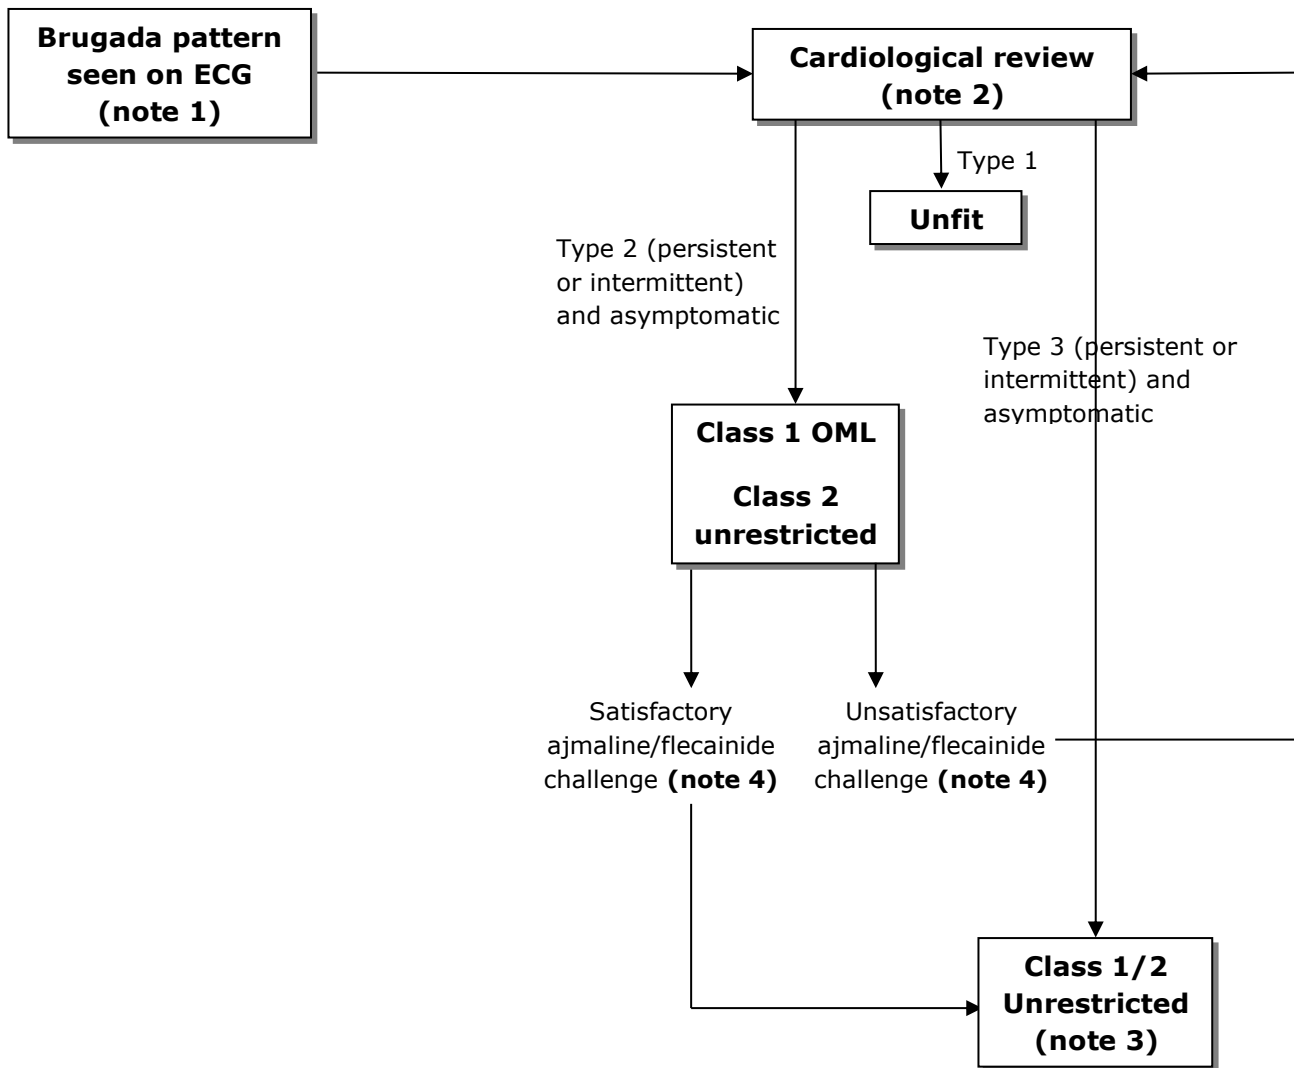 Brugada pattern
seen on ECG
(note 1)
Cardiological review
(note 2)
Type 1
Unfit
Type 2 (persistent
or intermittent)
and asymptomatic
Type 3 (persistent or
intermittent) and
asymptomatic
Class 1 OML
Class 2
unrestricted
Satisfactory
ajmaline/flecainide
challenge (note 4)
Unsatisfactory
ajmaline/flecainide
challenge (note 4)
Class 1/2
Unrestricted
(note 3)